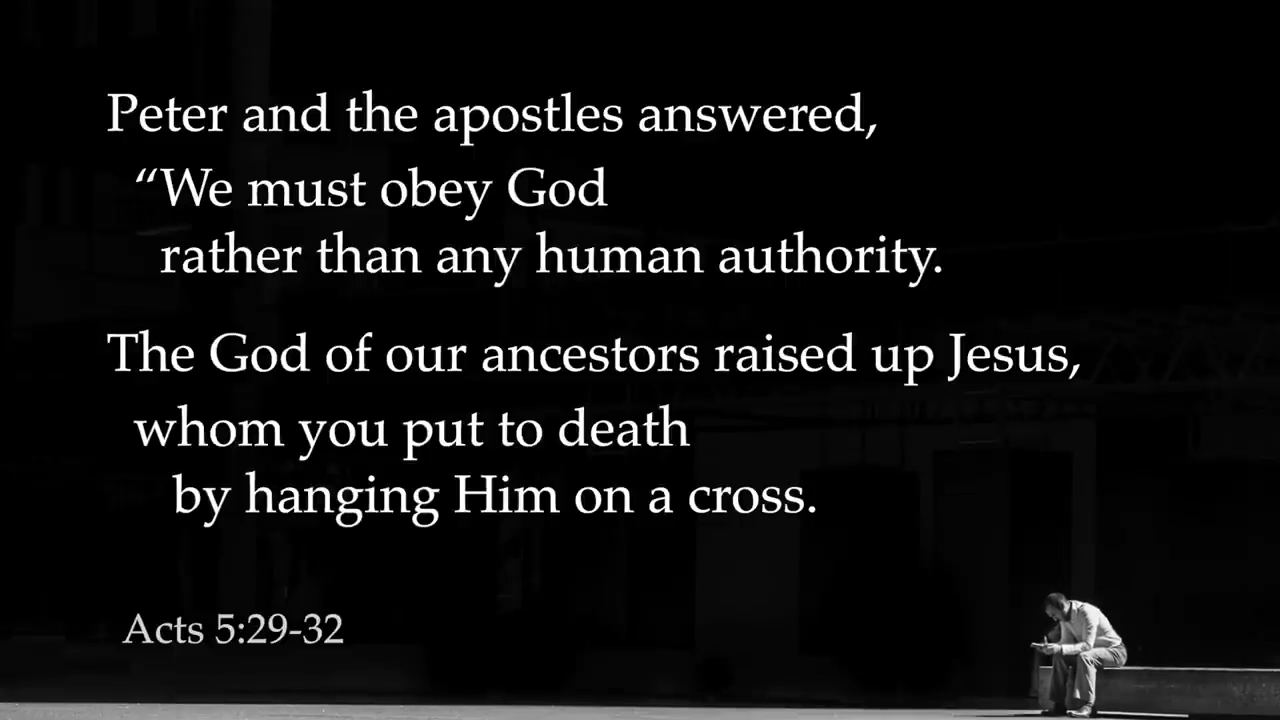 Peter and the apostles answered,
“We must obey God
rather than any human authority.
The God of our ancestors raised up Jesus,
whom you put to death
by hanging Him on a cross.
Acts 5:29-32